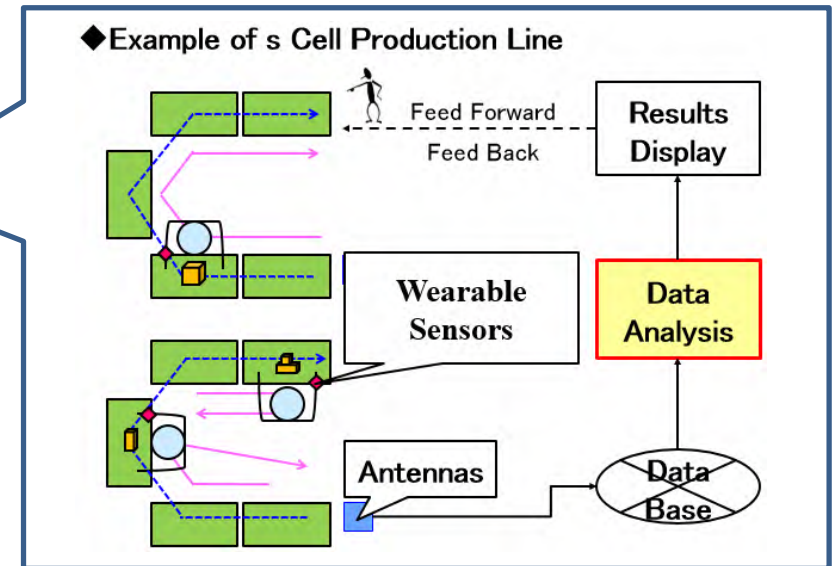 ◆Example of s Cell Production Line
Feed Forward
Feed Back
Results
Display
Wearable
Sensors
Data
Analysis
Antennas
Data
Base